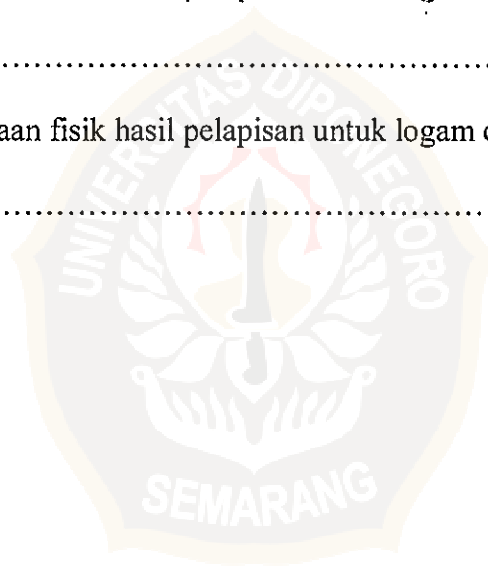 ....................................................
aan fisik hasil pelapisan untuk logam
....................................................
UNIVERSITAS DIPONEGORO
SEMARANG